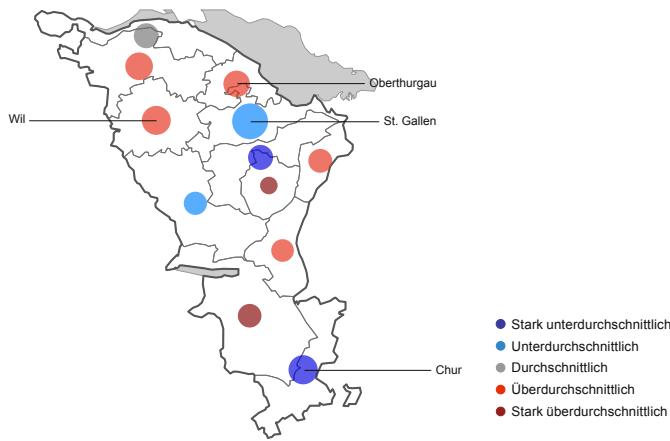 Oberthurgau
Wil
St. Gallen
Chur
Stark unterdurchschnittlich
Unterdurchschnittlich
Durchschnittlich
Überdurchschnittlich
Stark überdurchschnittlich